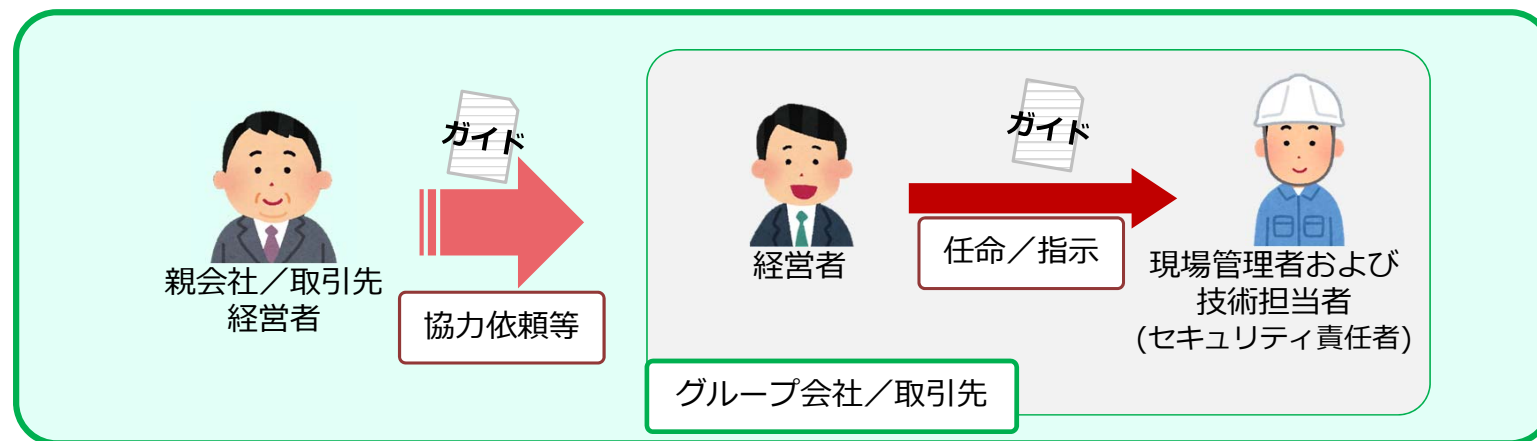 ガイド
親会社／取引先
経営者
協力依頼等
ガイド
経営者
任命／指示
現場管理者および
技術担当者
(セキュリティ責任者)
グループ会社／取引先